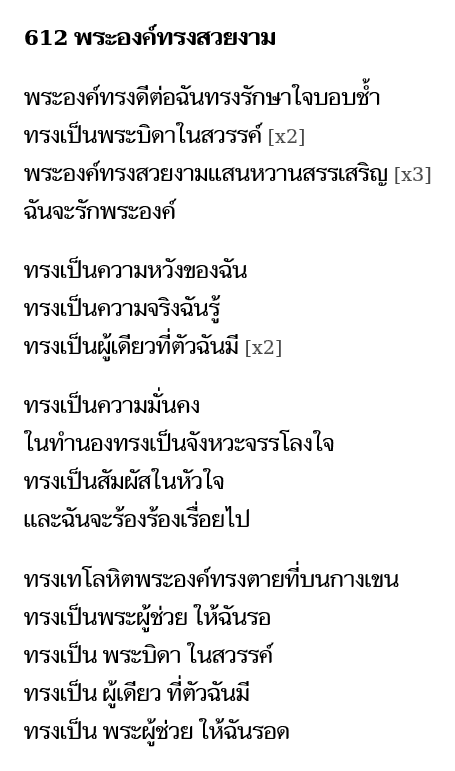 612 พระองค์ทรงสวยงาม
พระองค์ทรงดีต่อฉันทรงรักษาใจบอบช้ำ
ทรงเป็นพระบิดาในสวรรค์ [x2]
พระองค์ทรงสวยงามแสนหวานสรรเสริญ [x3]
ฉันจะรักพระองค์
ทรงเป็นความหวังของฉัน
ทรงเป็นความจริงฉันรู้
ทรงเป็นผู้เดียวที่ตัวฉันมี [x2]
ทรงเป็นความมั่นคง
ในทำนองทรงเป็นจังหวะจรรโลงใจ
ทรงเป็นสัมผัสในหัวใจ
และฉันจะร้องร้องเรื่อยไป
ทรงเทโลหิตพระองค์ทรงตายที่บนกางเขน
ทรงเป็นพระผู้ช่วย ให้ฉันรอ
ทรงเป็น พระบิดา ในสวรรค์
ทรงเป็น ผู้เดียว ที่ตัวฉันมี
ทรงเป็น พระผู้ช่วย ให้ฉันรอด